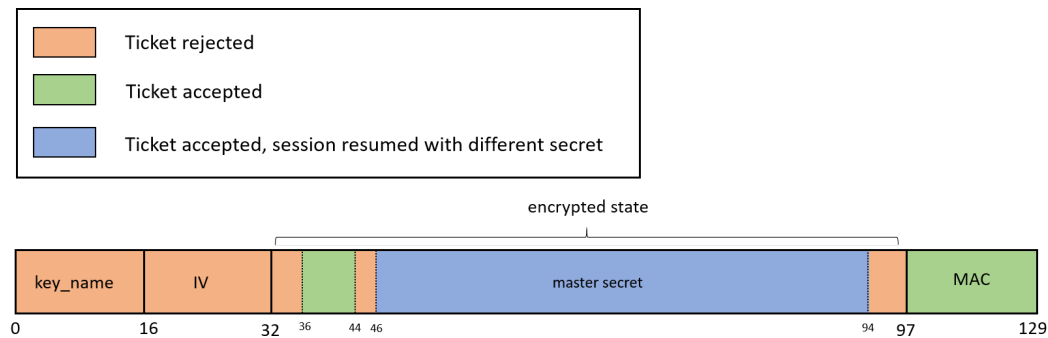 Ticket rejected
Ticket accepted
Ticket accepted, session resumed with different secret
encrypted state
key_name IV master secret MAC
0 16 32 36 44 46 94 97 129